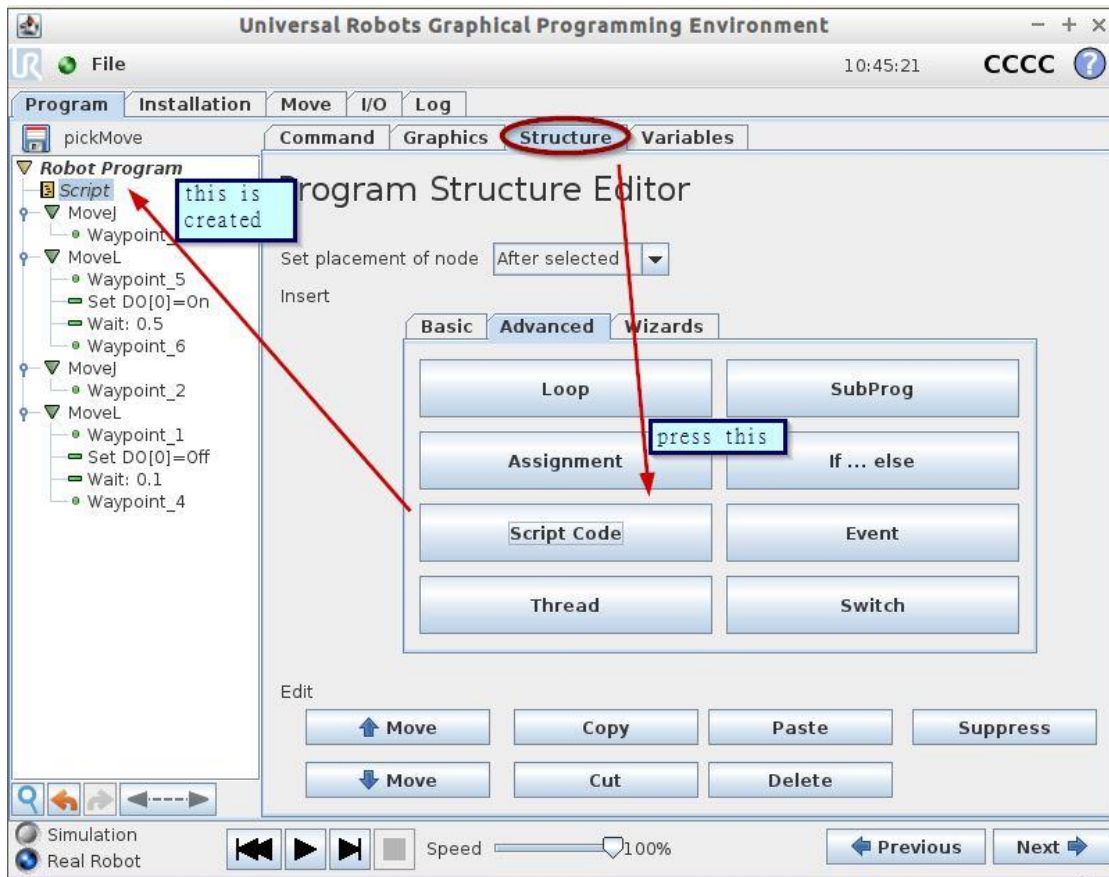 Universal Robots Graphical Programming Environment
UR File 10:45:21 CCCC ?
Program Installation Move I/O Log
pickMove
Command Graphics Structure Variables
Robot Program
Script
MoveJ
Waypoint_
MoveL
Waypoint_5
Set DO[0]=On
Wait: 0.5
Waypoint_6
MoveJ
Waypoint_2
MoveL
Waypoint_1
Set DO[0]=Off
Wait: 0.1
Waypoint_4
this is
created
Program Structure Editor
Set placement of node After selected
Insert
Basic Advanced Wizards
Loop SubProg
press this
Assignment If ... else
Script Code Event
Thread Switch
Edit
Move Copy Paste Suppress
Move Cut Delete
Simulation
Real Robot
Speed 100%
Previous Next